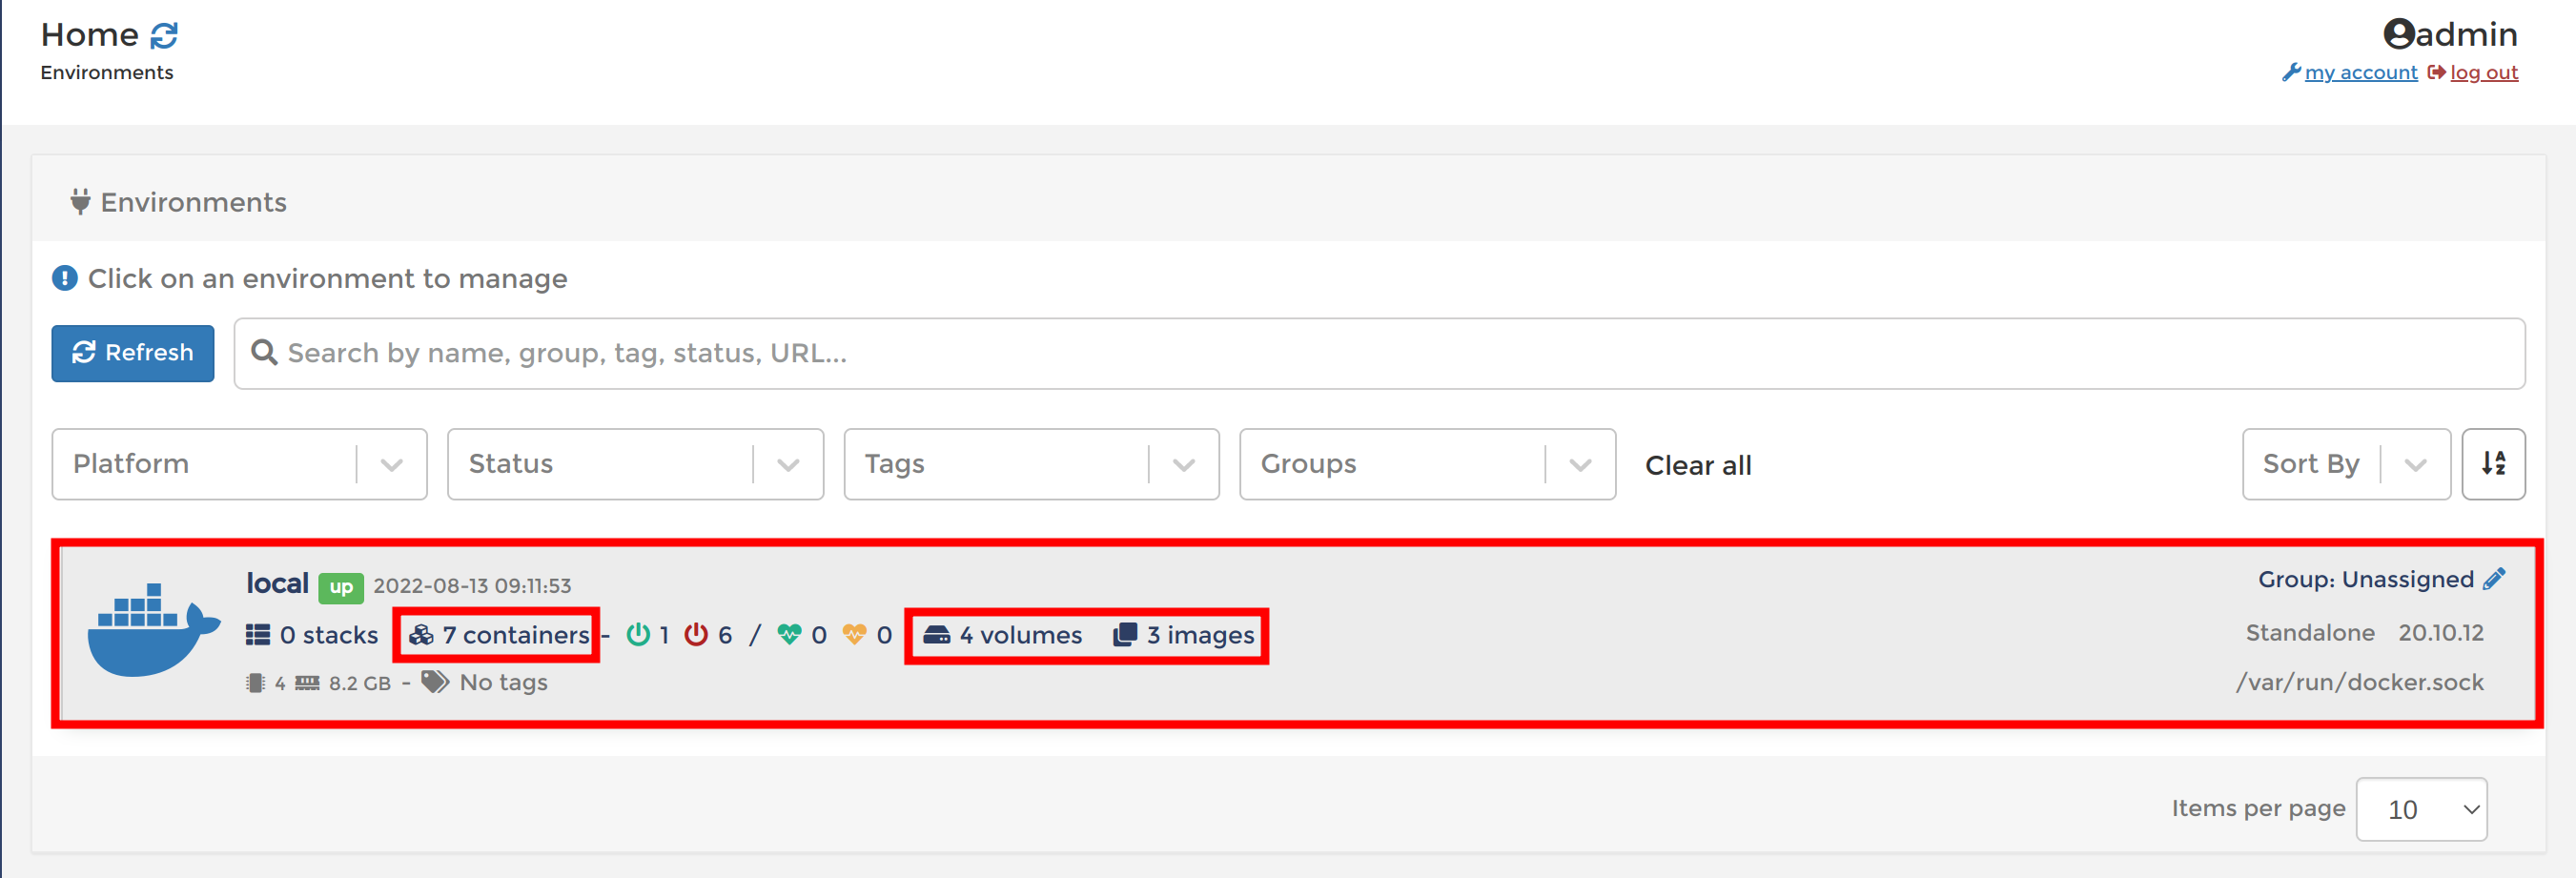 Home
admin
Environments
my account log out
Environments
Click on an environment to manage
Refresh Search by name, group, tag, status, URL...
Platform Status Tags Groups Clear all Sort By
local up 2022-08-13 09:11:53 Group: Unassigned
0 stacks 7 containers - 1 6 / 0 0 4 volumes 3 images Standalone 20.10.12
4 8.2 GB - No tags /var/run/docker.sock
Items per page 10